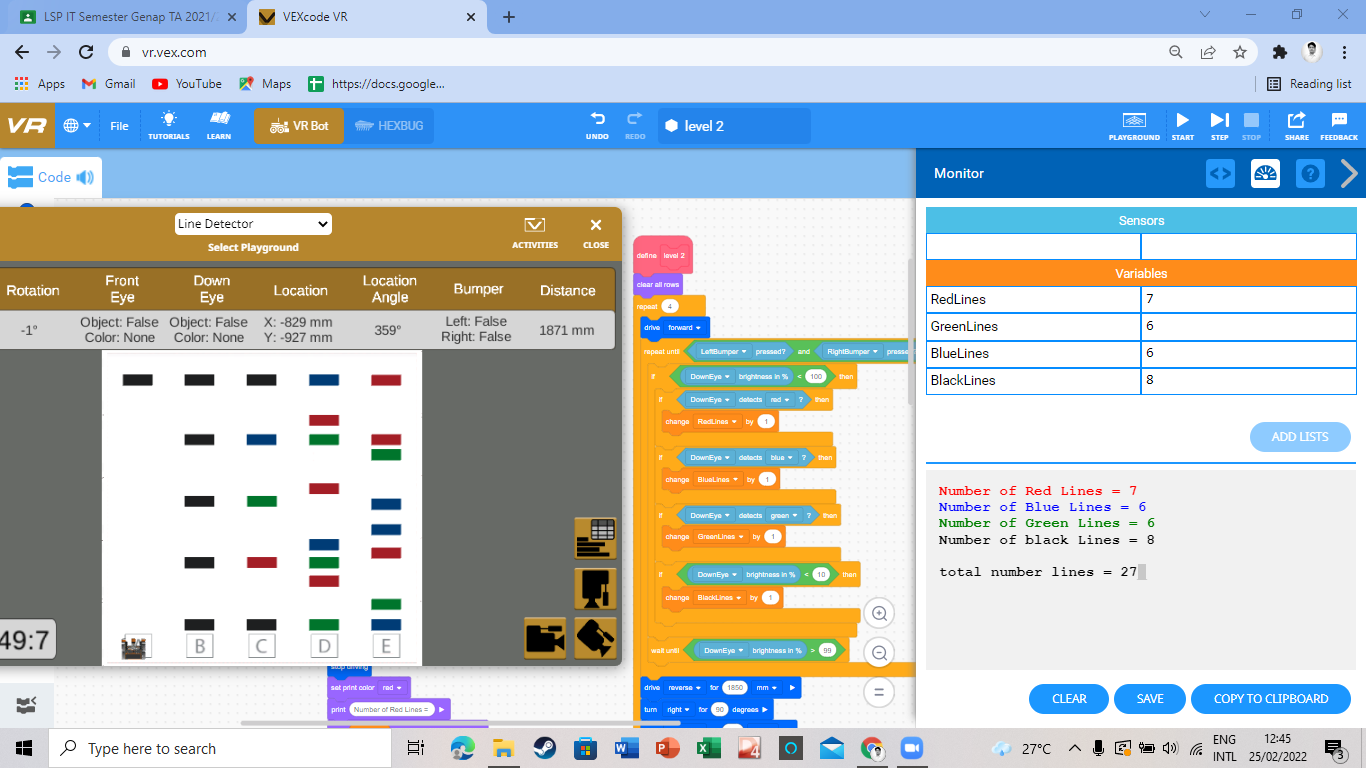 LSP IT Semester Genap TA 2021/
VEXcode VR
vr.vex.com
Apps
Gmail
YouTube
Maps
https://docs.google...
Reading list
VR
File
TUTORIALS
LEARN
VR Bot
HEXBUG
UNDO
REDO
level 2
PLAYGROUND
START
STEP
STOP
SHARE
FEEDBACK
Code
Monitor
Line Detector
Select Playground
ACTIVITIES
CLOSE
Rotation Front Eye Down Eye Location Location Angle Bumper Distance
-1° Object: False Object: False X: -829 mm 359° Left: False 1871 mm
Color: None Color: None Y: -927 mm Right: False
B C D E
49:7
define level 2
clear all rows
repeat 4
drive forward
repeat until LeftBumper pressed? and RightBumper presse
if DownEye brightness in % < 100 then
if DownEye detects red ? then
change RedLines by 1
if DownEye detects blue ? then
change BlueLines by 1
if DownEye detects green ? then
change GreenLines by 1
if DownEye brightness in % < 10 then
change BlackLines by 1
wait until DownEye brightness in % > 99
drive reverse for 1850 mm
turn right for 90 degrees
stop driving
set print color red
print Number of Red Lines =
Sensors
Variables
RedLines 7
GreenLines 6
BlueLines 6
BlackLines 8
ADD LISTS
Number of Red Lines = 7
Number of Blue Lines = 6
Number of Green Lines = 6
Number of black Lines = 8
total number lines = 27
CLEAR
SAVE
COPY TO CLIPBOARD
Type here to search
27°C
ENG
INTL
12:45
25/02/2022
3